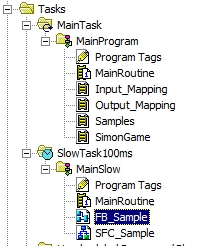 Tasks
MainTask
MainProgram
Program Tags
MainRoutine
Input_Mapping
Output_Mapping
Samples
SimonGame
SlowTask100ms
MainSlow
Program Tags
MainRoutine
FB_Sample
SFC_Sample